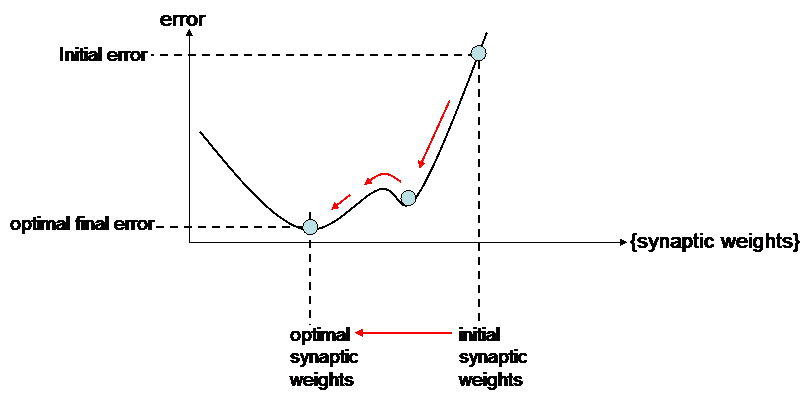 error
Initial error
optimal final error
{synaptic weights}
optimal
synaptic
weights
initial
synaptic
weights